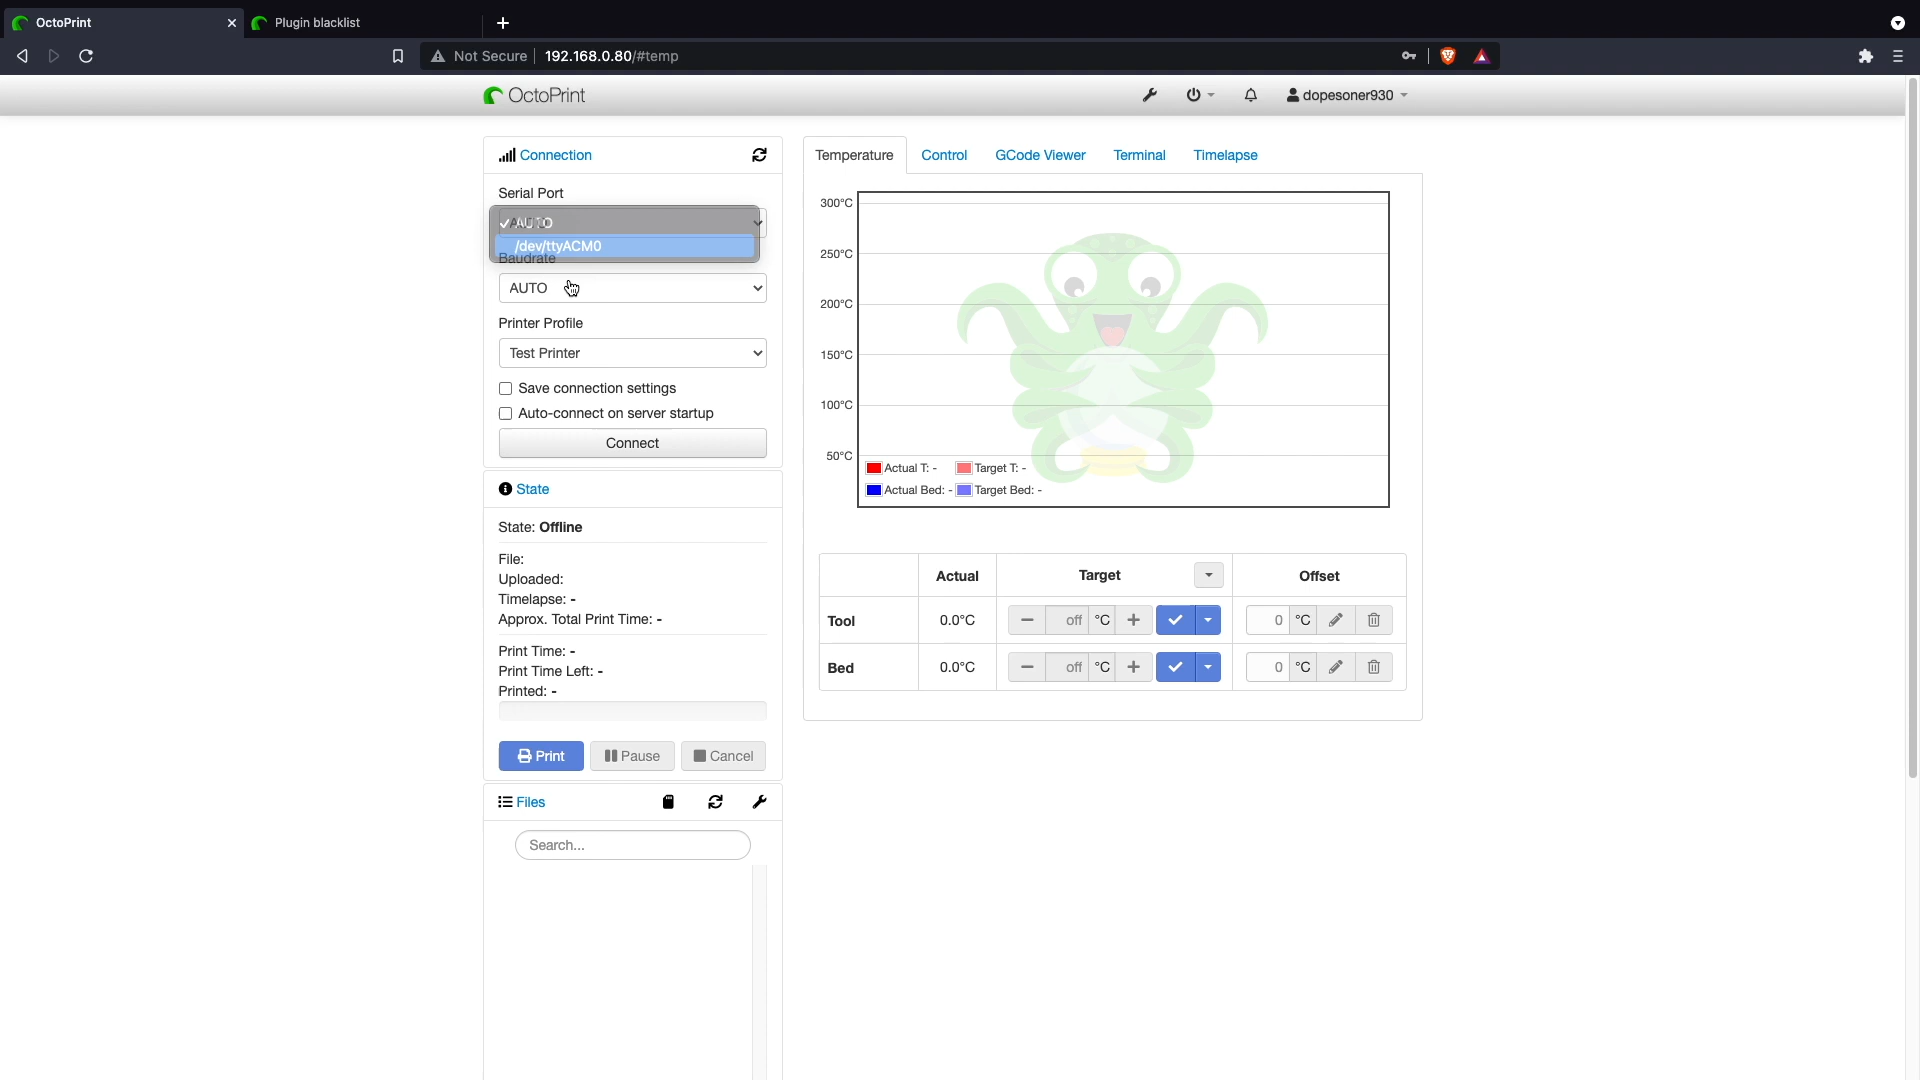 OctoPrint
Plugin blacklist
Not Secure
192.168.0.80/#temp
OctoPrint
dopesoner930
Connection
Serial Port
AUTO
/dev/ttyACM0
Baudrate
AUTO
Printer Profile
Test Printer
Save connection settings
Auto-connect on server startup
Connect
State
State: Offline
File:
Uploaded:
Timelapse: -
Approx. Total Print Time: -
Print Time: -
Print Time Left: -
Printed: -
Print
Pause
Cancel
Files
Search...
Temperature
Control
GCode Viewer
Terminal
Timelapse
300°C
250°C
200°C
150°C
100°C
50°C
Actual T: -
Target T: -
Actual Bed: -
Target Bed: -
Actual
Target
Offset
Tool
0.0°C
off
°C
0
°C
Bed
0.0°C
off
°C
0
°C